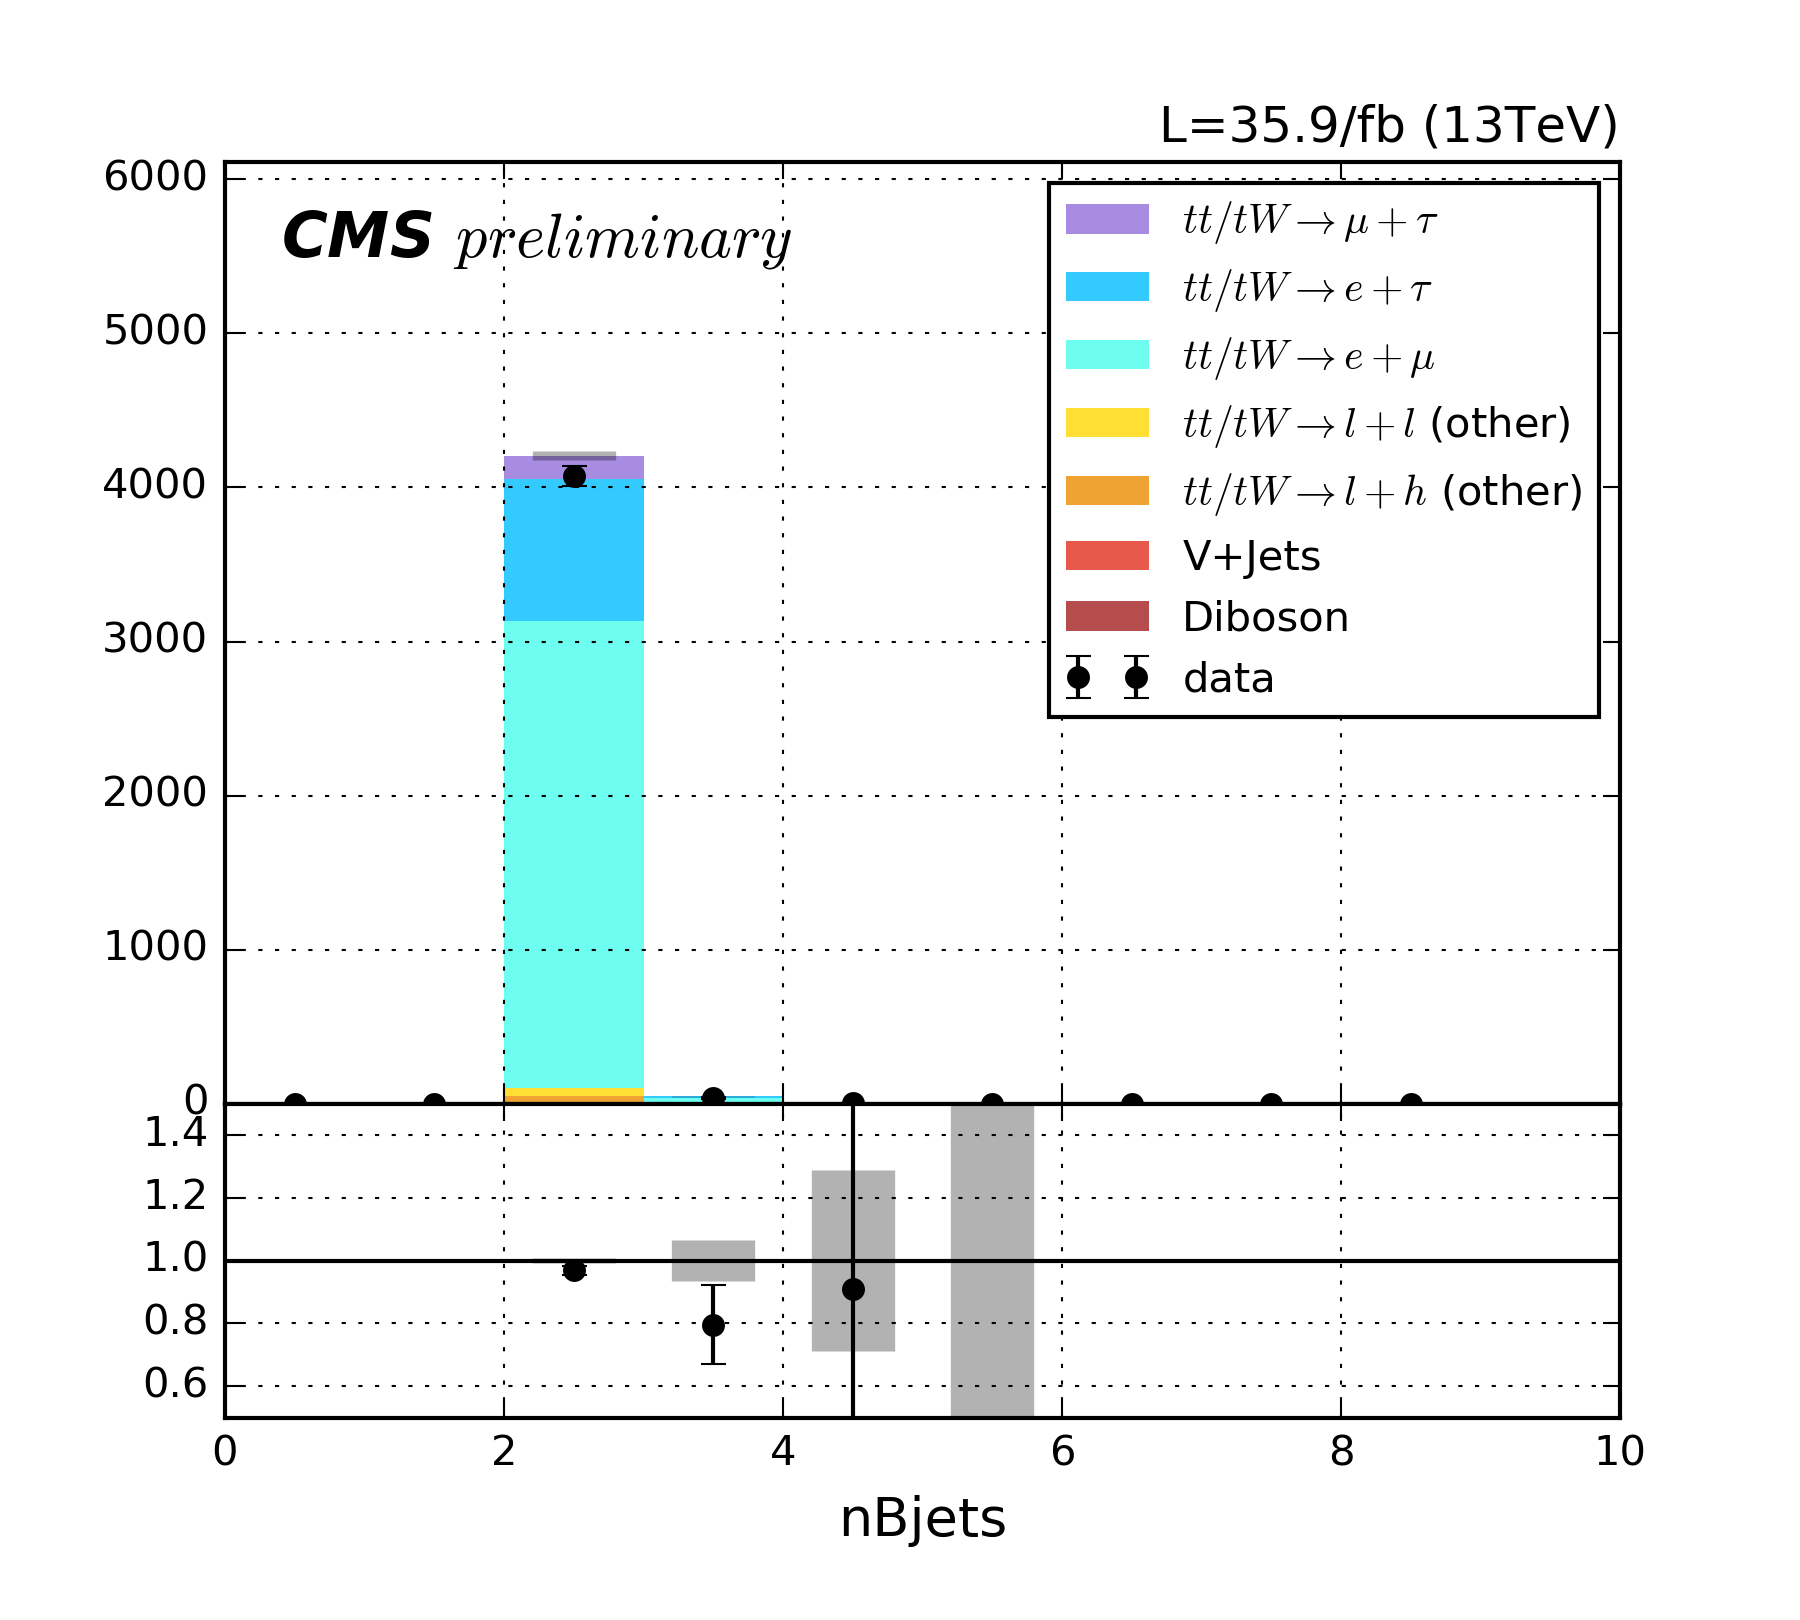 L=35.9/fb (13TeV)
CMS preliminary
6000
5000
4000
3000
2000
1000
0
tt/tW → μ + τ
tt/tW → e + τ
tt/tW → e + μ
tt/tW → l + l (other)
tt/tW → l + h (other)
V+Jets
Diboson
data
1.4
1.2
1.0
0.8
0.6
0 2 4 6 8 10
nBjets